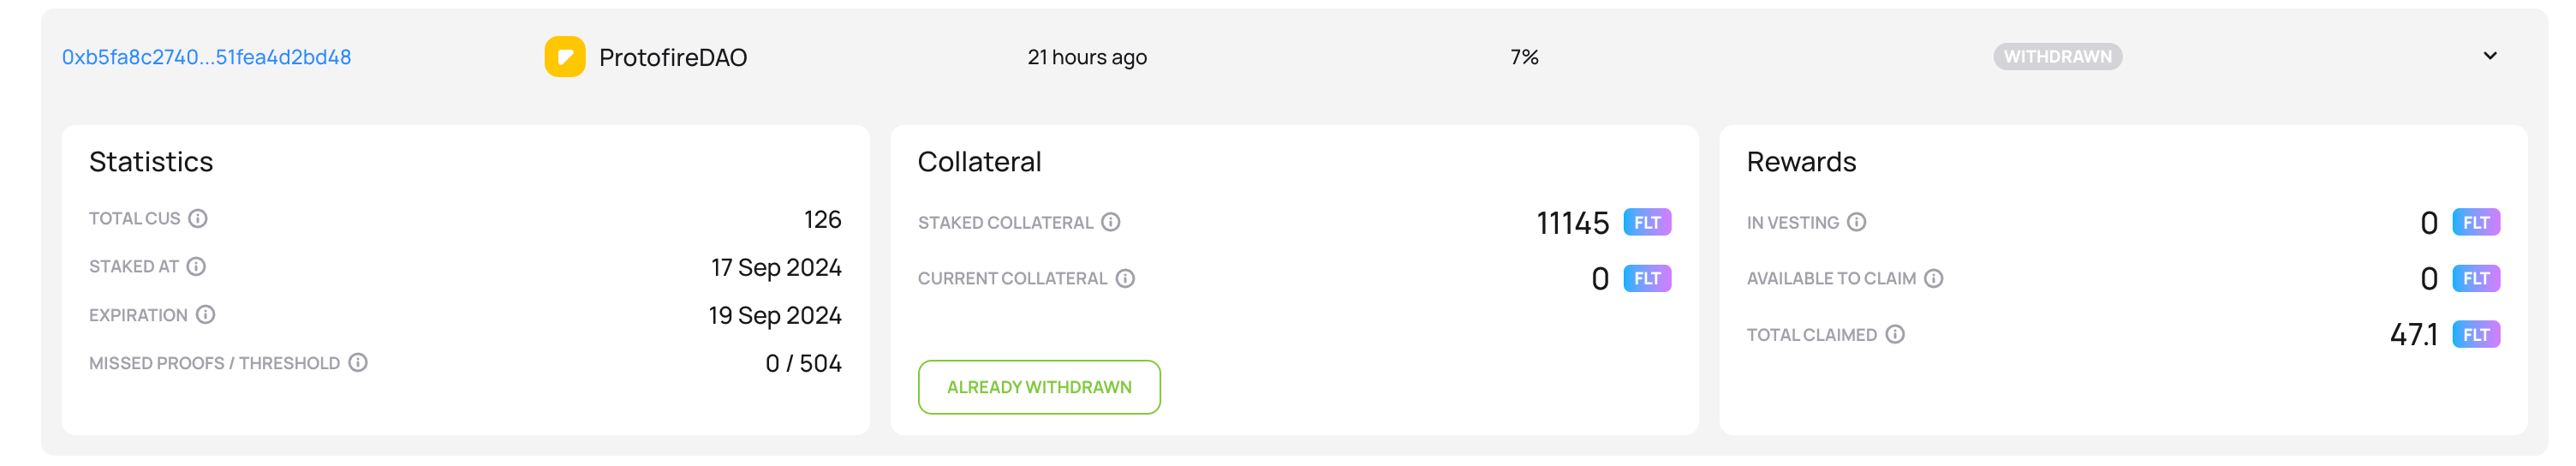 0xb5fa8c2740...51fea4d2bd48 ProtofireDAO 21 hours ago 7% WITHDRAWN
Statistics
TOTAL CUS 126
STAKED AT 17 Sep 2024
EXPIRATION 19 Sep 2024
MISSED PROOFS / THRESHOLD 0 / 504
Collateral
STAKED COLLATERAL 11145 FLT
CURRENT COLLATERAL 0 FLT
ALREADY WITHDRAWN
Rewards
IN VESTING 0 FLT
AVAILABLE TO CLAIM 0 FLT
TOTAL CLAIMED 47.1 FLT